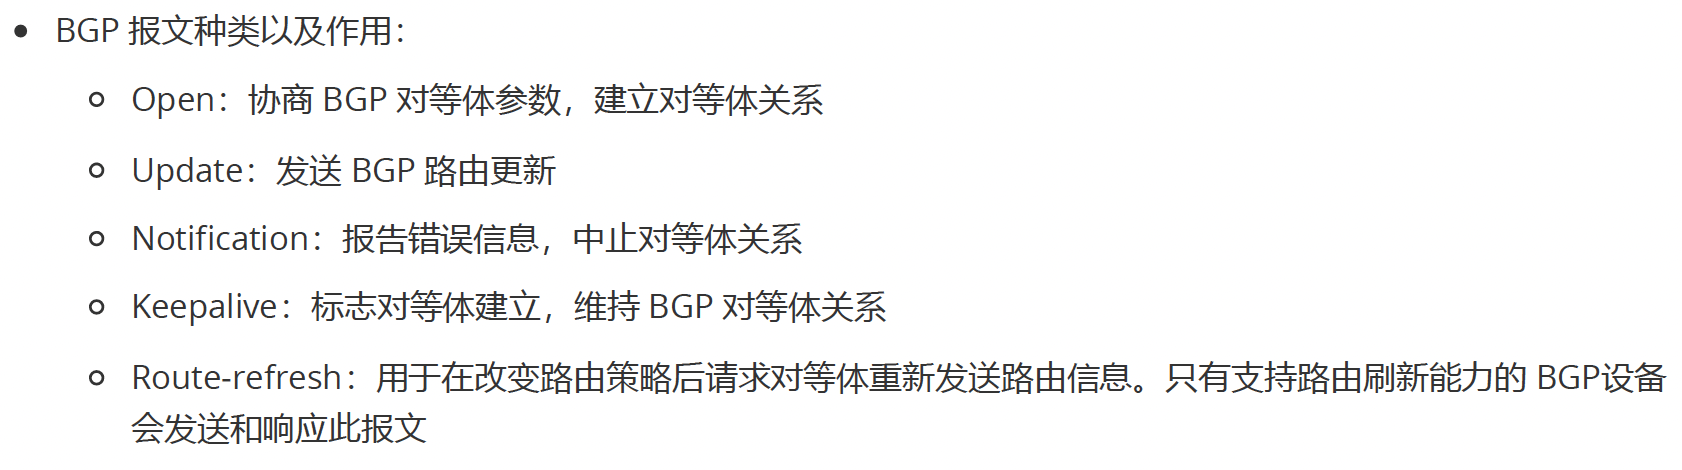 BGP 报文种类以及作用：
Open：协商 BGP 对等体参数，建立对等体关系
Update：发送 BGP 路由更新
Notification：报告错误信息，中止对等体关系
Keepalive：标志对等体建立，维持 BGP 对等体关系
Route-refresh：用于在改变路由策略后请求对等体重新发送路由信息。只有支持路由刷新能力的 BGP设备
会发送和响应此报文